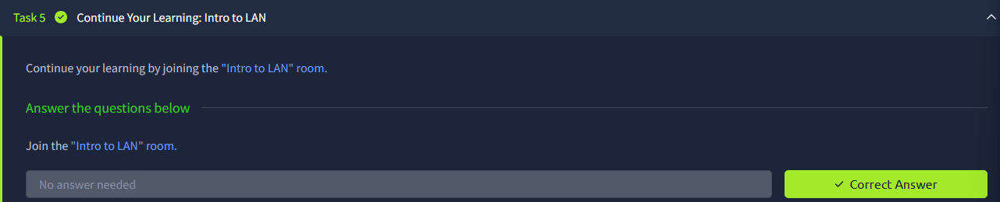 Task 5 Continue Your Learning: Intro to LAN
Continue your learning by joining the "Intro to LAN" room.
Answer the questions below
Join the "Intro to LAN" room.
No answer needed
Correct Answer